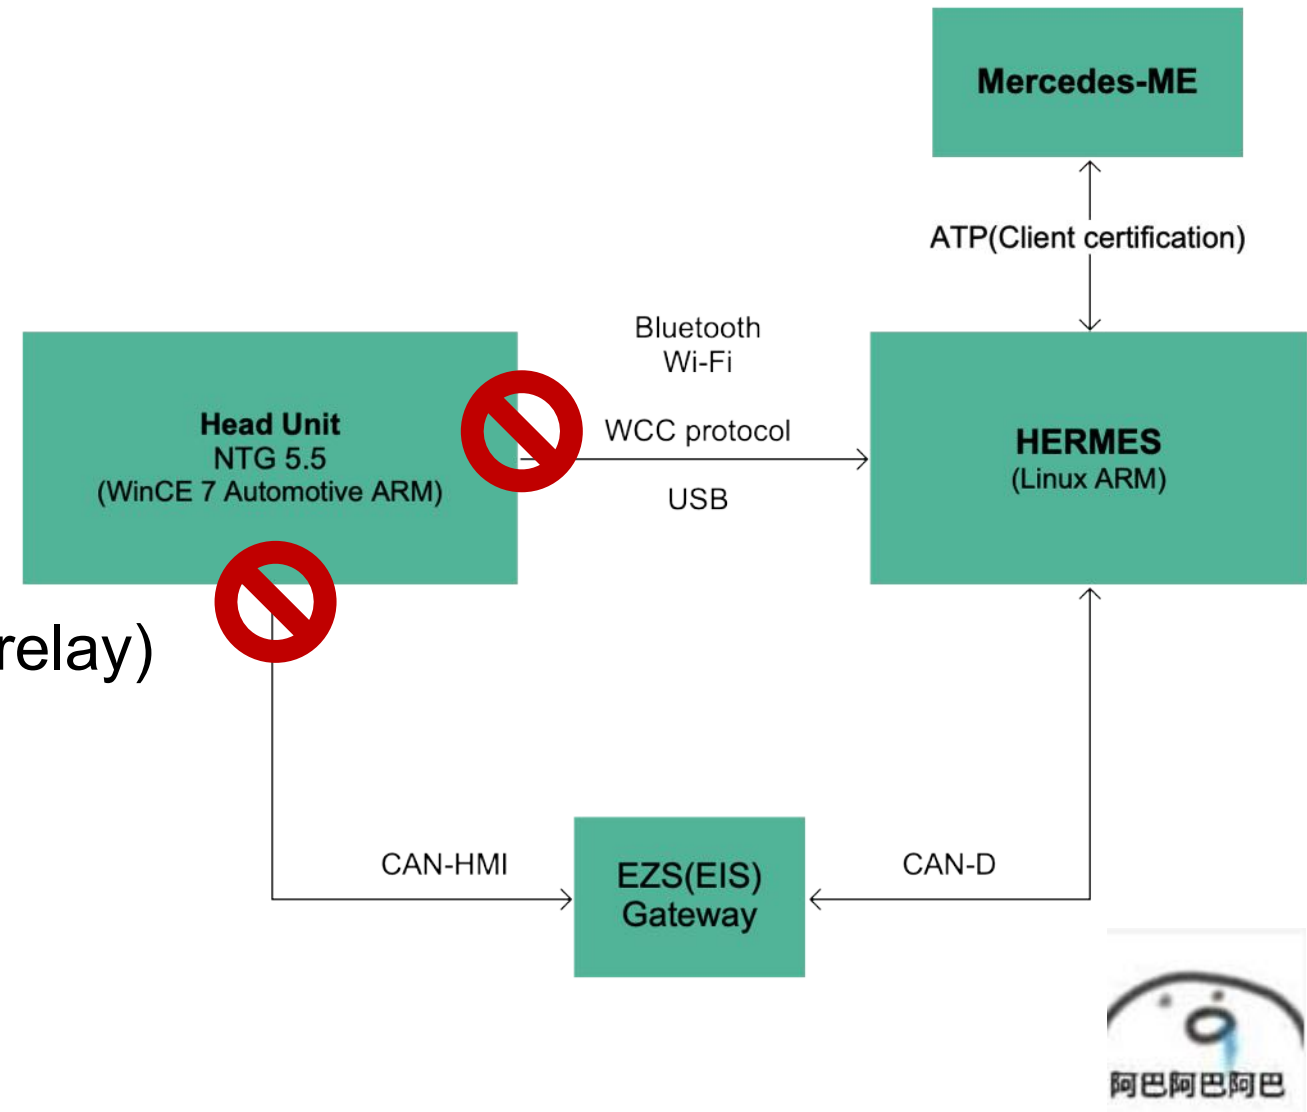 Mercedes-ME
ATP(Client certification)
Bluetooth
Wi-Fi
WCC protocol
USB
Head Unit
NTG 5.5
(WinCE 7 Automotive ARM)
HERMES
(Linux ARM)
relay)
CAN-HMI
EZS(EIS)
Gateway
CAN-D
阿巴阿巴阿巴